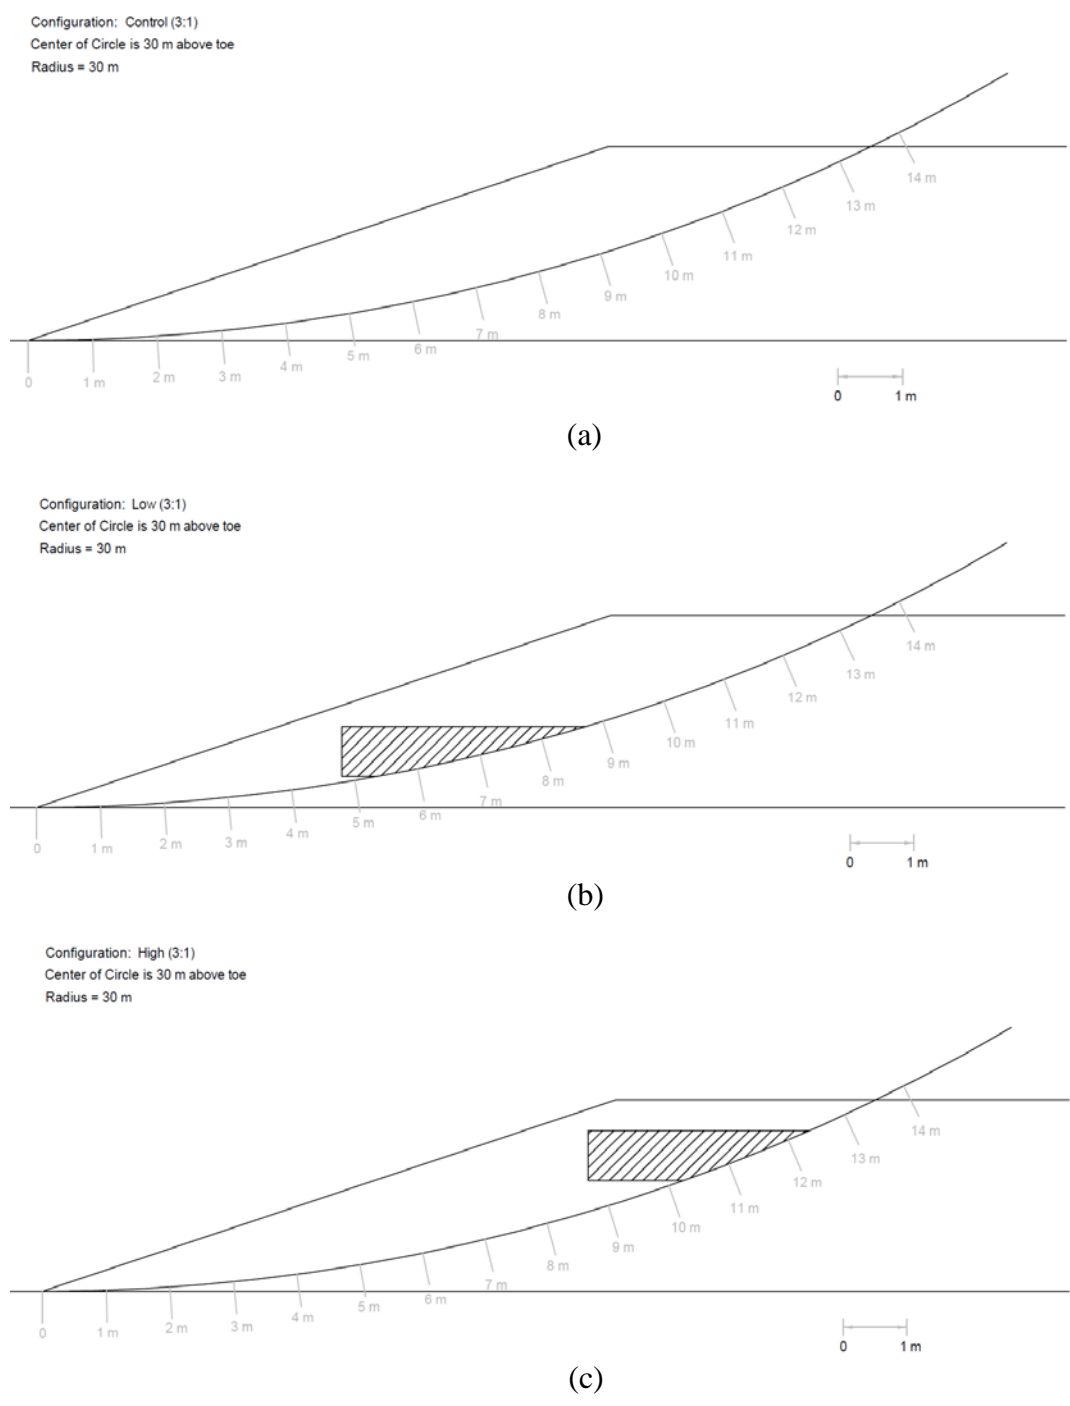 Configuration: Control (3:1)
Center of Circle is 30 m above toe
Radius = 30 m
14 m
13 m
12 m
11 m
10 m
9 m
8 m
7 m
6 m
5 m
4 m
3 m
2 m
1 m
0
0 1 m
(a)
Configuration: Low (3:1)
Center of Circle is 30 m above toe
Radius = 30 m
14 m
13 m
12 m
11 m
10 m
9 m
8 m
7 m
6 m
5 m
4 m
3 m
2 m
1 m
0
0 1 m
(b)
Configuration: High (3:1)
Center of Circle is 30 m above toe
Radius = 30 m
14 m
13 m
12 m
11 m
10 m
9 m
8 m
7 m
6 m
5 m
4 m
3 m
2 m
1 m
0
0 1 m
(c)